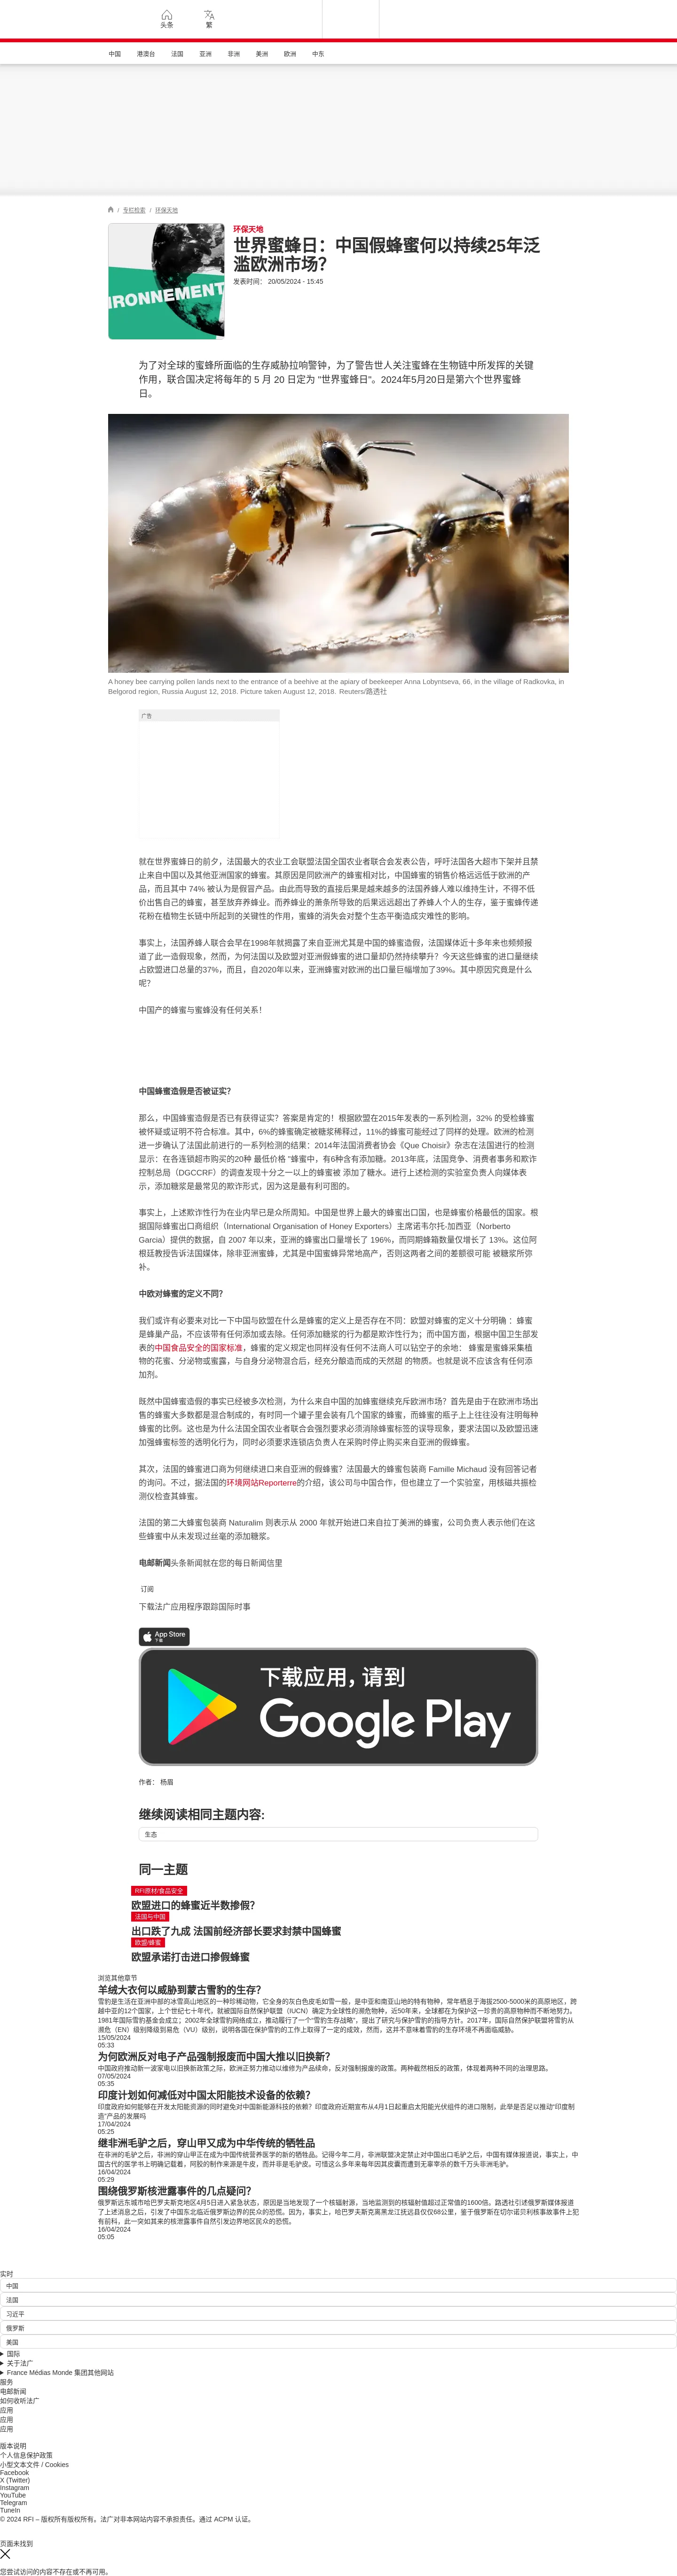 头条
繁
中国
港澳台
法国
亚洲
非洲
美洲
欧洲
中东
/ 专栏检索 / 环保天地
IRONNEMENT
环保天地
世界蜜蜂日：中国假蜂蜜何以持续25年泛
滥欧洲市场？
发表时间： 20/05/2024 - 15:45
为了对全球的蜜蜂所面临的生存威胁拉响警钟，为了警告世人关注蜜蜂在生物链中所发挥的关键
作用，联合国决定将每年的 5 月 20 日定为 "世界蜜蜂日"。2024年5月20日是第六个世界蜜蜂
日。
A honey bee carrying pollen lands next to the entrance of a beehive at the apiary of beekeeper Anna Lobyntseva, 66, in the village of Radkovka, in
Belgorod region, Russia August 12, 2018. Picture taken August 12, 2018. Reuters/路透社
广告
就在世界蜜蜂日的前夕，法国最大的农业工会联盟法国全国农业者联合会发表公告，呼吁法国各大超市下架并且禁
止来自中国以及其他亚洲国家的蜂蜜。其原因是同欧洲产的蜂蜜相对比，中国蜂蜜的销售价格远远低于欧洲的产
品，而且其中 74% 被认为是假冒产品。由此而导致的直接后果是越来越多的法国养蜂人难以维持生计，不得不低
价出售自己的蜂蜜，甚至放弃养蜂业。而养蜂业的萧条所导致的后果远远超出了养蜂人个人的生存，鉴于蜜蜂传递
花粉在植物生长链中所起到的关键性的作用，蜜蜂的消失会对整个生态平衡造成灾难性的影响。
事实上，法国养蜂人联合会早在1998年就揭露了来自亚洲尤其是中国的蜂蜜造假，法国媒体近十多年来也频频报
道了此一造假现象，然而，为何法国以及欧盟对亚洲假蜂蜜的进口量却仍然持续攀升？今天这些蜂蜜的进口量继续
占欧盟进口总量的37%，而且，自2020年以来，亚洲蜂蜜对欧洲的出口量巨幅增加了39%。其中原因究竟是什么
呢？
中国产的蜂蜜与蜜蜂没有任何关系！
中国蜂蜜造假是否被证实？
那么，中国蜂蜜造假是否已有获得证实？答案是肯定的！根据欧盟在2015年发表的一系列检测，32% 的受检蜂蜜
被怀疑或证明不符合标准。其中，6%的蜂蜜确定被糖浆稀释过，11%的蜂蜜可能经过了同样的处理。欧洲的检测
进一步确认了法国此前进行的一系列检测的结果：2014年法国消费者协会《Que Choisir》杂志在法国进行的检测
显示：在各连锁超市购买的20种 最低价格 "蜂蜜中，有6种含有添加糖。2013年底，法国竞争、消费者事务和欺诈
控制总局（DGCCRF）的调查发现十分之一以上的蜂蜜被 添加了糖水。进行上述检测的实验室负责人向媒体表
示，添加糖浆是最常见的欺诈形式，因为这是最有利可图的。
事实上，上述欺诈性行为在业内早已是众所周知。中国是世界上最大的蜂蜜出口国，也是蜂蜜价格最低的国家。根
据国际蜂蜜出口商组织（International Organisation of Honey Exporters）主席诺韦尔托-加西亚（Norberto
Garcia）提供的数据，自 2007 年以来，亚洲的蜂蜜出口量增长了 196%，而同期蜂箱数量仅增长了 13%。这位阿
根廷教授告诉法国媒体，除非亚洲蜜蜂，尤其是中国蜜蜂异常地高产，否则这两者之间的差额很可能 被糖浆所弥
补。
中欧对蜂蜜的定义不同？
我们或许有必要来对比一下中国与欧盟在什么是蜂蜜的定义上是否存在不同：欧盟对蜂蜜的定义十分明确 ：蜂蜜
是蜂巢产品，不应该带有任何添加或去除。任何添加糖浆的行为都是欺诈性行为；而中国方面，根据中国卫生部发
表的中国食品安全的国家标准，蜂蜜的定义规定也同样没有任何不法商人可以钻空子的余地： 蜂蜜是蜜蜂采集植
物的花蜜、分泌物或蜜露，与自身分泌物混合后，经充分酿造而成的天然甜 的物质。也就是说不应该含有任何添
加剂。
既然中国蜂蜜造假的事实已经被多次检测，为什么来自中国的加蜂蜜继续充斥欧洲市场？首先是由于在欧洲市场出
售的蜂蜜大多数都是混合制成的，有时同一个罐子里会装有几个国家的蜂蜜，而蜂蜜的瓶子上上往往没有注明每种
蜂蜜的比例。这也是为什么法国全国农业者联合会强烈要求必须消除蜂蜜标签的误导现象，要求法国以及欧盟迅速
加强蜂蜜标签的透明化行为，同时必须要求连锁店负责人在采购时停止购买来自亚洲的假蜂蜜。
其次，法国的蜂蜜进口商为何继续进口来自亚洲的假蜂蜜？法国最大的蜂蜜包装商 Famille Michaud 没有回答记者
的询问。不过，据法国的环境网站Reporterre的介绍，该公司与中国合作，但也建立了一个实验室，用核磁共振检
测仪检查其蜂蜜。
法国的第二大蜂蜜包装商 Naturalim 则表示从 2000 年就开始进口来自拉丁美洲的蜂蜜，公司负责人表示他们在这
些蜂蜜中从未发现过丝毫的添加糖浆。
电邮新闻头条新闻就在您的每日新闻信里
订阅
下载法广应用程序跟踪国际时事
App Store
下载
下载应用，请到
Google Play
作者： 杨眉
继续阅读相同主题内容:
生态
同一主题
RFI原材/食品安全
欧盟进口的蜂蜜近半数掺假？
法国与中国
出口跌了九成 法国前经济部长要求封禁中国蜂蜜
欧盟/蜂蜜
欧盟承诺打击进口掺假蜂蜜
浏览其他章节
羊绒大衣何以威胁到蒙古雪豹的生存？
雪豹是生活在亚洲中部的冰雪高山地区的一种珍稀动物，它全身的灰白色皮毛如雪一般，是中亚和南亚山地的特有物种，常年栖息于海拔2500-5000米的高原地区，跨
越中亚的12个国家，上个世纪七十年代，就被国际自然保护联盟（IUCN）确定为全球性的濒危物种，近50年来，全球都在为保护这一珍贵的高原物种而不断地努力。
1981年国际雪豹基金会成立；2002年全球雪豹网络成立，推动履行了一个“雪豹生存战略”，提出了研究与保护雪豹的指导方针。2017年，国际自然保护联盟将雪豹从
濒危（EN）级别降级到易危（VU）级别，说明各国在保护雪豹的工作上取得了一定的成效，然而，这并不意味着雪豹的生存环境不再面临威胁。
15/05/2024
05:33
为何欧洲反对电子产品强制报废而中国大推以旧换新？
中国政府推动新一波家电以旧换新政策之际，欧洲正努力推动以维修为产品续命，反对强制报废的政策。两种截然相反的政策，体现着两种不同的治理思路。
07/05/2024
05:35
印度计划如何减低对中国太阳能技术设备的依赖？
印度政府如何能够在开发太阳能资源的同时避免对中国新能源科技的依赖？印度政府近期宣布从4月1日起重启太阳能光伏组件的进口限制，此举是否足以推动“印度制
造”产品的发展吗
17/04/2024
05:25
继非洲毛驴之后，穿山甲又成为中华传统的牺牲品
在非洲的毛驴之后，非洲的穿山甲正在成为中国传统营养医学的新的牺牲品。记得今年二月，非洲联盟决定禁止对中国出口毛驴之后，中国有媒体报道说，事实上，中
国古代的医学书上明确记载着，阿胶的制作来源是牛皮，而并非是毛驴皮。可惜这么多年来每年因其皮囊而遭到无辜宰杀的数千万头非洲毛驴。
16/04/2024
05:29
围绕俄罗斯核泄露事件的几点疑问？
俄罗斯远东城市哈巴罗夫斯克地区4月5日进入紧急状态，原因是当地发现了一个核辐射源，当地监测到的核辐射值超过正常值的1600倍。路透社引述俄罗斯媒体报道
了上述消息之后，引发了中国东北临近俄罗斯边界的民众的恐慌。因为，事实上，哈巴罗夫斯克离黑龙江抚远县仅仅68公里，鉴于俄罗斯在切尔诺贝利核事故事件上犯
有前科，此一突如其来的核泄露事件自然引发边界地区民众的恐慌。
16/04/2024
05:05
实时
中国
法国
习近平
俄罗斯
美国
国际
关于法广
France Médias Monde 集团其他网站
服务
电邮新闻
如何收听法广
应用
应用
应用
版本说明
个人信息保护政策
小型文本文件 / Cookies
Facebook
X (Twitter)
Instagram
YouTube
Telegram
TuneIn
© 2024 RFI – 版权所有版权所有。法广对非本网站内容不承担责任。通过 ACPM 认证。
页面未找到
您尝试访问的内容不存在或不再可用。